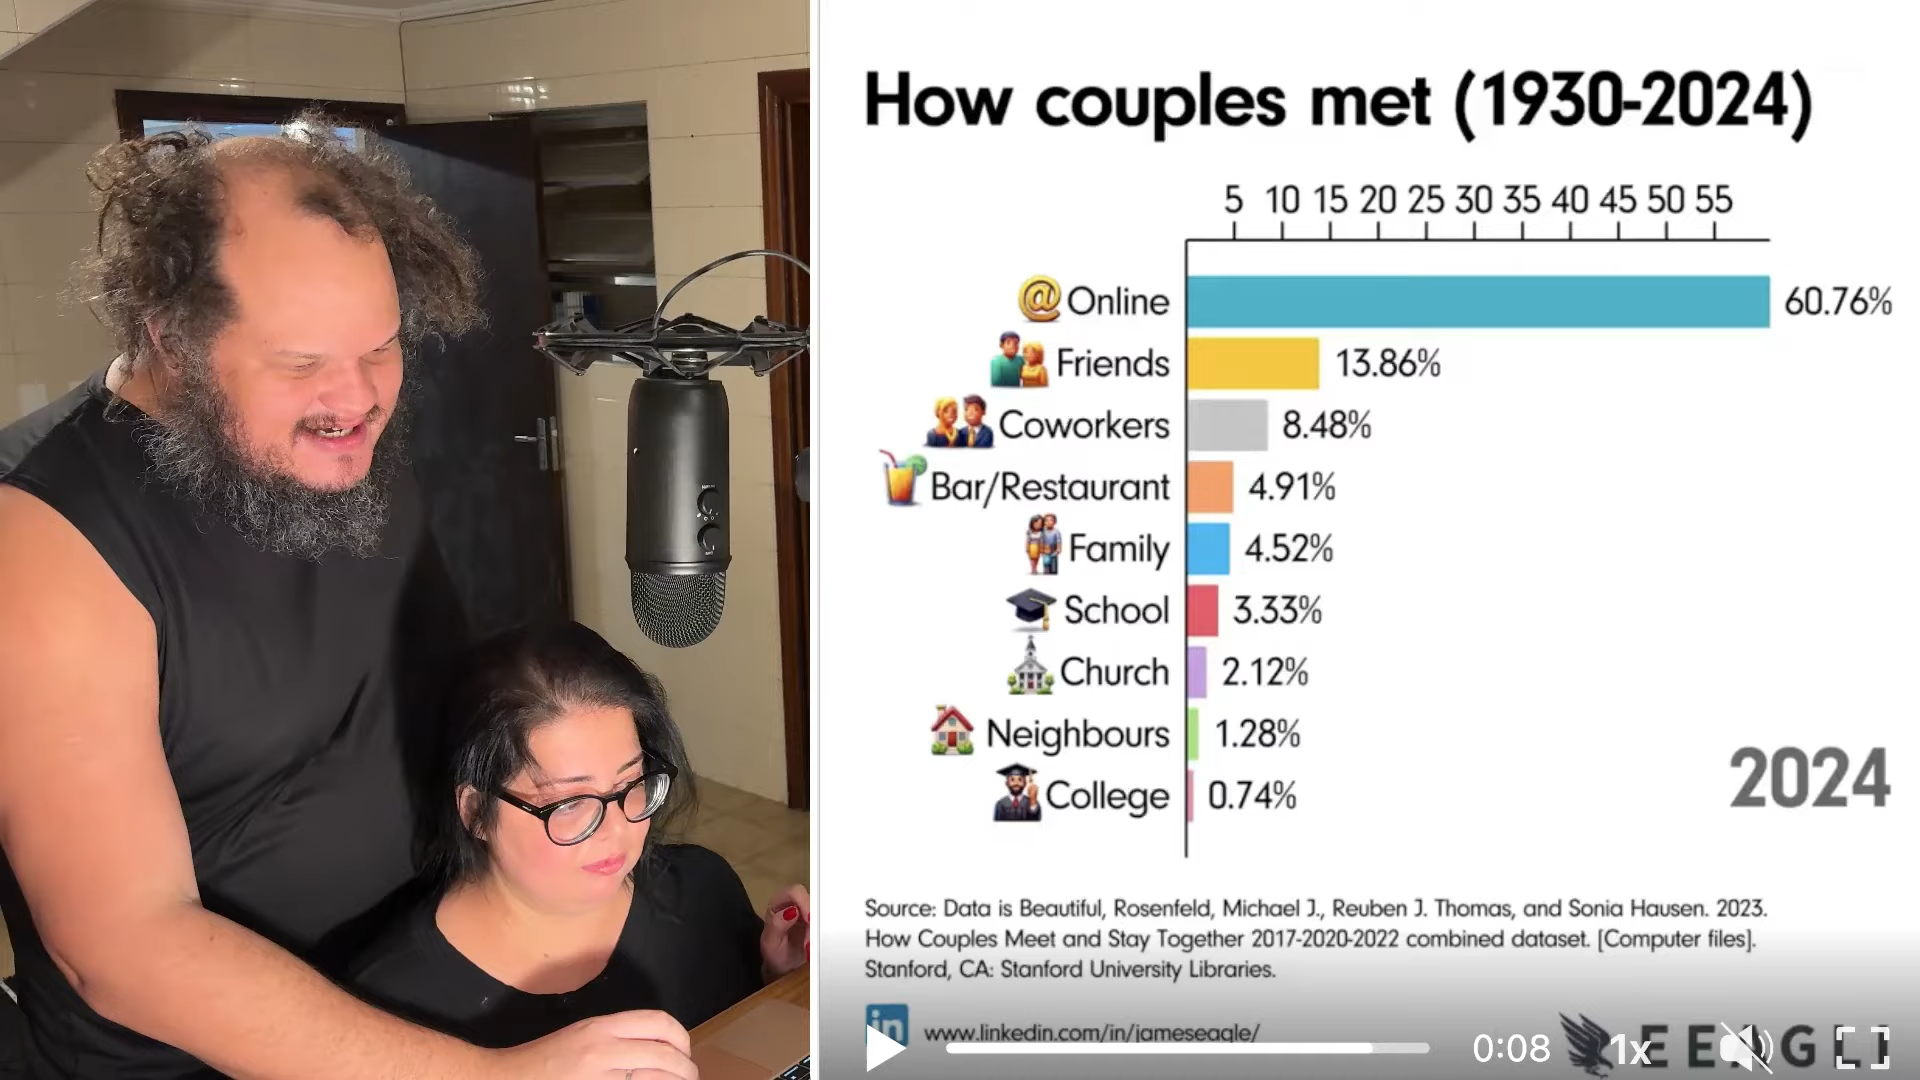 How couples met (1930-2024)
5 10 15 20 25 30 35 40 45 50 55
Online 60.76%
Friends 13.86%
Coworkers 8.48%
Bar/Restaurant 4.91%
Family 4.52%
School 3.33%
Church 2.12%
Neighbours 1.28%
College 0.74%
2024
Source: Data is Beautiful, Rosenfeld, Michael J., Reuben J. Thomas, and Sonia Hausen. 2023.
How Couples Meet and Stay Together 2017-2020-2022 combined dataset. [Computer files].
Stanford, CA: Stanford University Libraries.
in www.linkedin.com/in/jameseagle/
0:08 1x